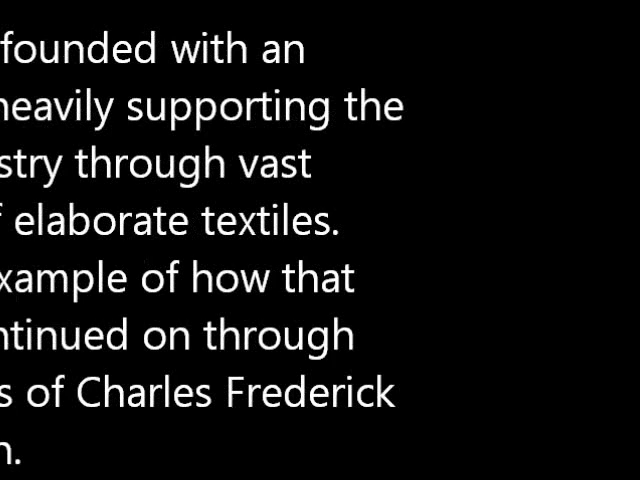 founded with an
heavily supporting the
stry through vast
f elaborate textiles.
xample of how that
ntinued on through
s of Charles Frederick
n.